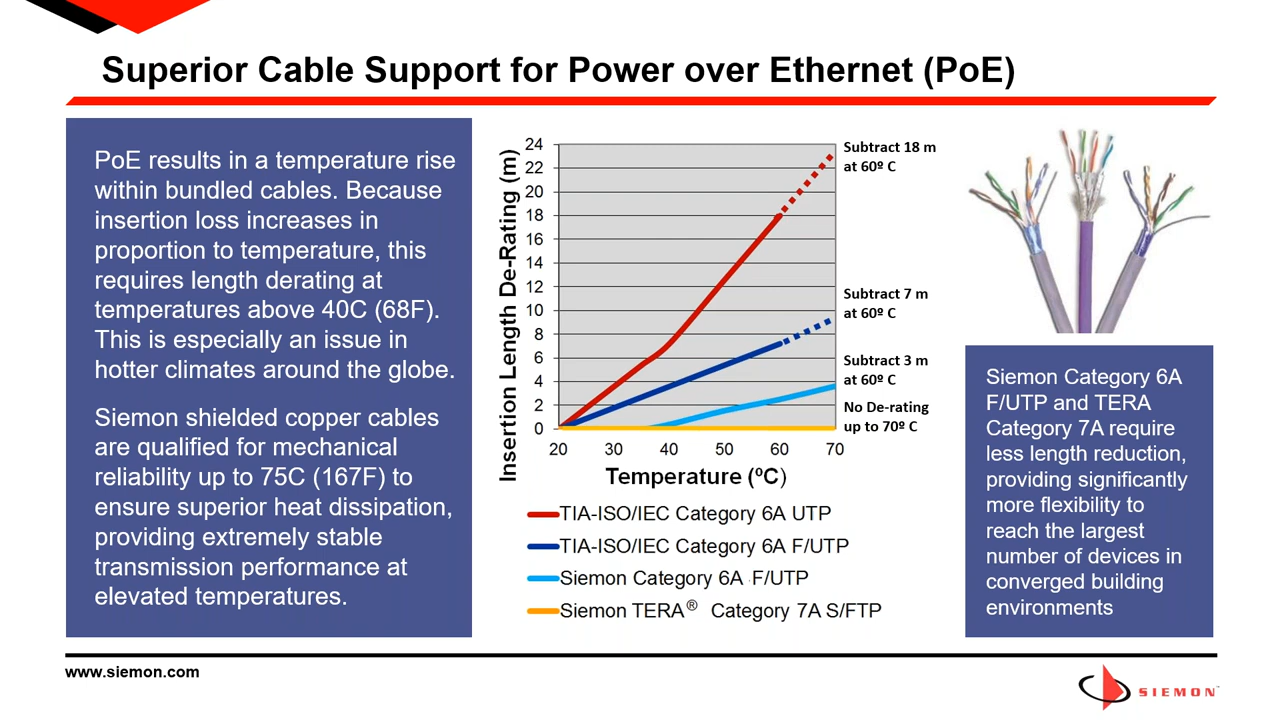 Superior Cable Support for Power over Ethernet (PoE)
PoE results in a temperature rise
within bundled cables. Because
insertion loss increases in
proportion to temperature, this
requires length derating at
temperatures above 40C (68F).
This is especially an issue in
hotter climates around the globe.
Siemon shielded copper cables
are qualified for mechanical
reliability up to 75C (167F) to
ensure superior heat dissipation,
providing extremely stable
transmission performance at
elevated temperatures.
Insertion Length De-Rating (m)
24
22
20
18
16
14
12
10
8
6
4
2
0
20 30 40 50 60 70
Temperature (ºC)
Subtract 18 m
at 60º C
Subtract 7 m
at 60º C
Subtract 3 m
at 60º C
No De-rating
up to 70º C
TIA-ISO/IEC Category 6A UTP
TIA-ISO/IEC Category 6A F/UTP
Siemon Category 6A F/UTP
Siemon TERA® Category 7A S/FTP
Siemon Category 6A
F/UTP and TERA
Category 7A require
less length reduction,
providing significantly
more flexibility to
reach the largest
number of devices in
converged building
environments
www.siemon.com
SIEMON™